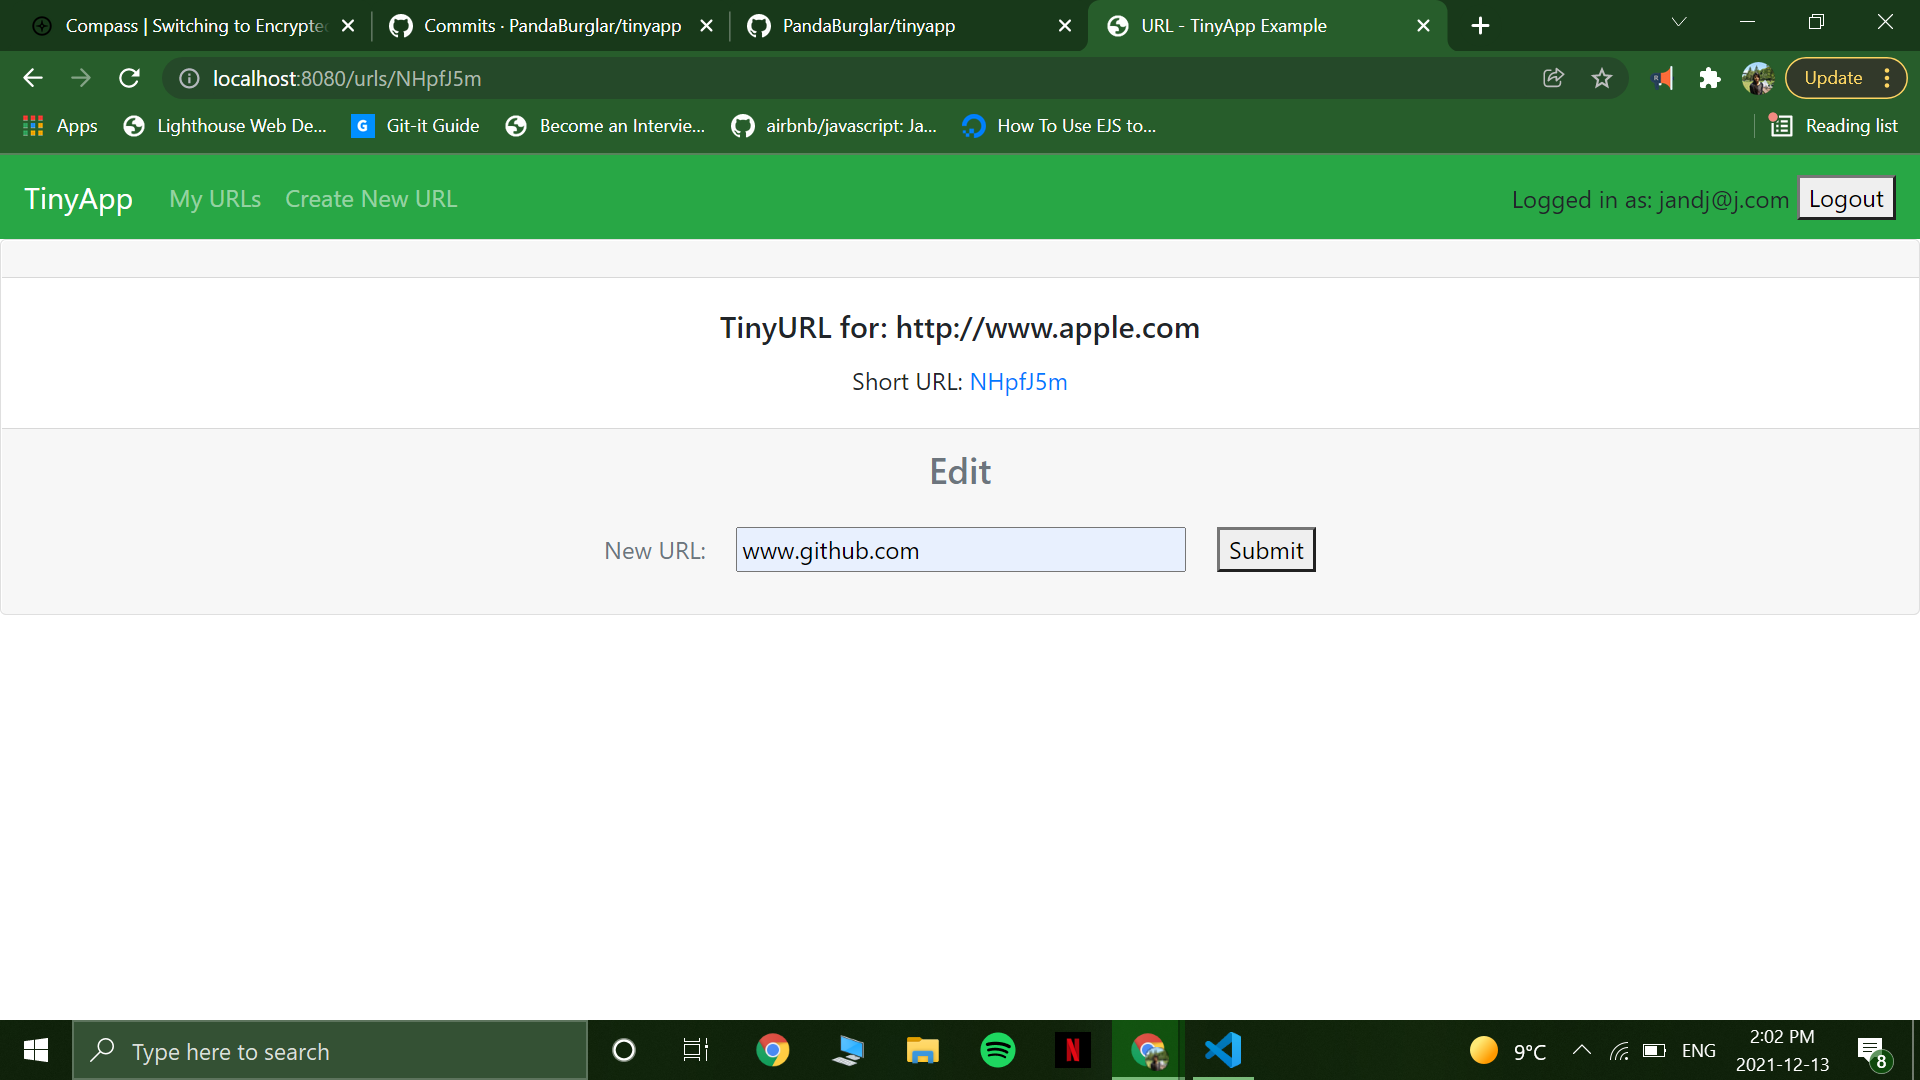 Compass | Switching to Encrypte
Commits · PandaBurglar/tinyapp
PandaBurglar/tinyapp
URL - TinyApp Example
localhost:8080/urls/NHpfJ5m
Update
Apps
Lighthouse Web De...
G
Git-it Guide
Become an Intervie...
airbnb/javascript: Ja...
How To Use EJS to...
Reading list
TinyApp
My URLs
Create New URL
Logged in as: jandj@j.com
Logout
TinyURL for: http://www.apple.com
Short URL: NHpfJ5m
Edit
New URL:
www.github.com
Submit
Type here to search
N
9°C
ENG
2:02 PM
2021-12-13
8